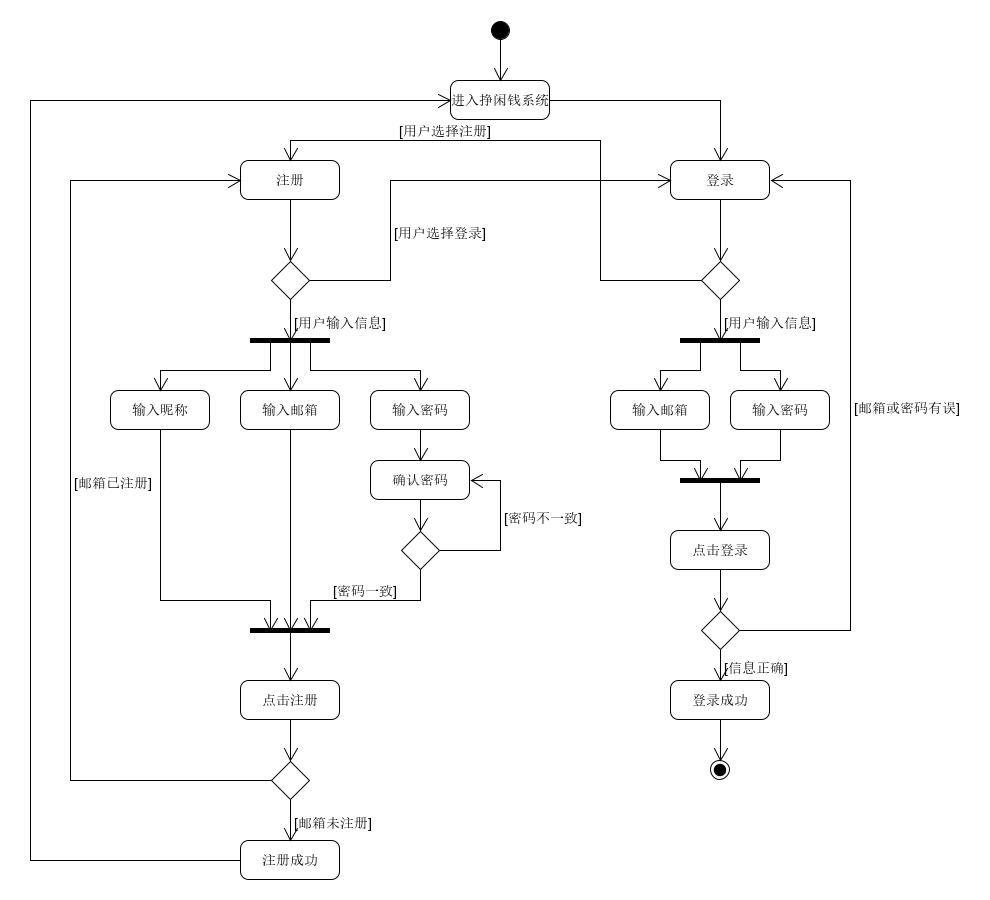 进入挣闲钱系统
[用户选择注册]
注册
登录
[用户选择登录]
[用户输入信息]
[用户输入信息]
输入昵称
输入邮箱
输入密码
输入邮箱
输入密码
[邮箱或密码有误]
[邮箱已注册]
确认密码
[密码不一致]
点击登录
[密码一致]
[信息正确]
点击注册
登录成功
[邮箱未注册]
注册成功